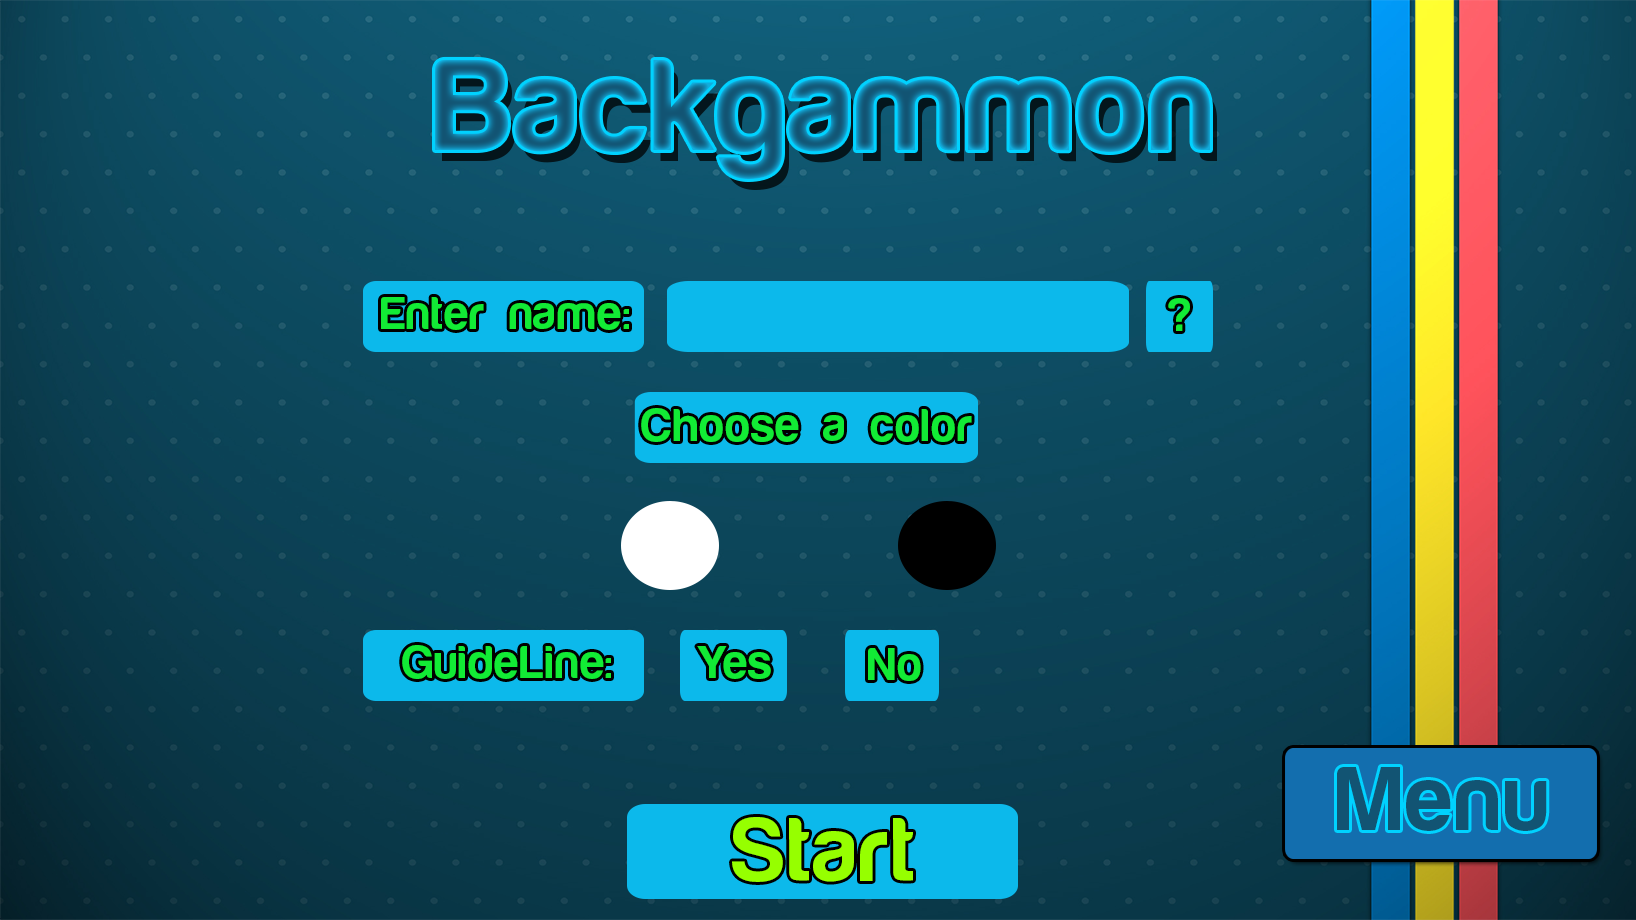 Backgammon
Enter name: ?
Choose a color
GuideLine: Yes No
Menu
Start